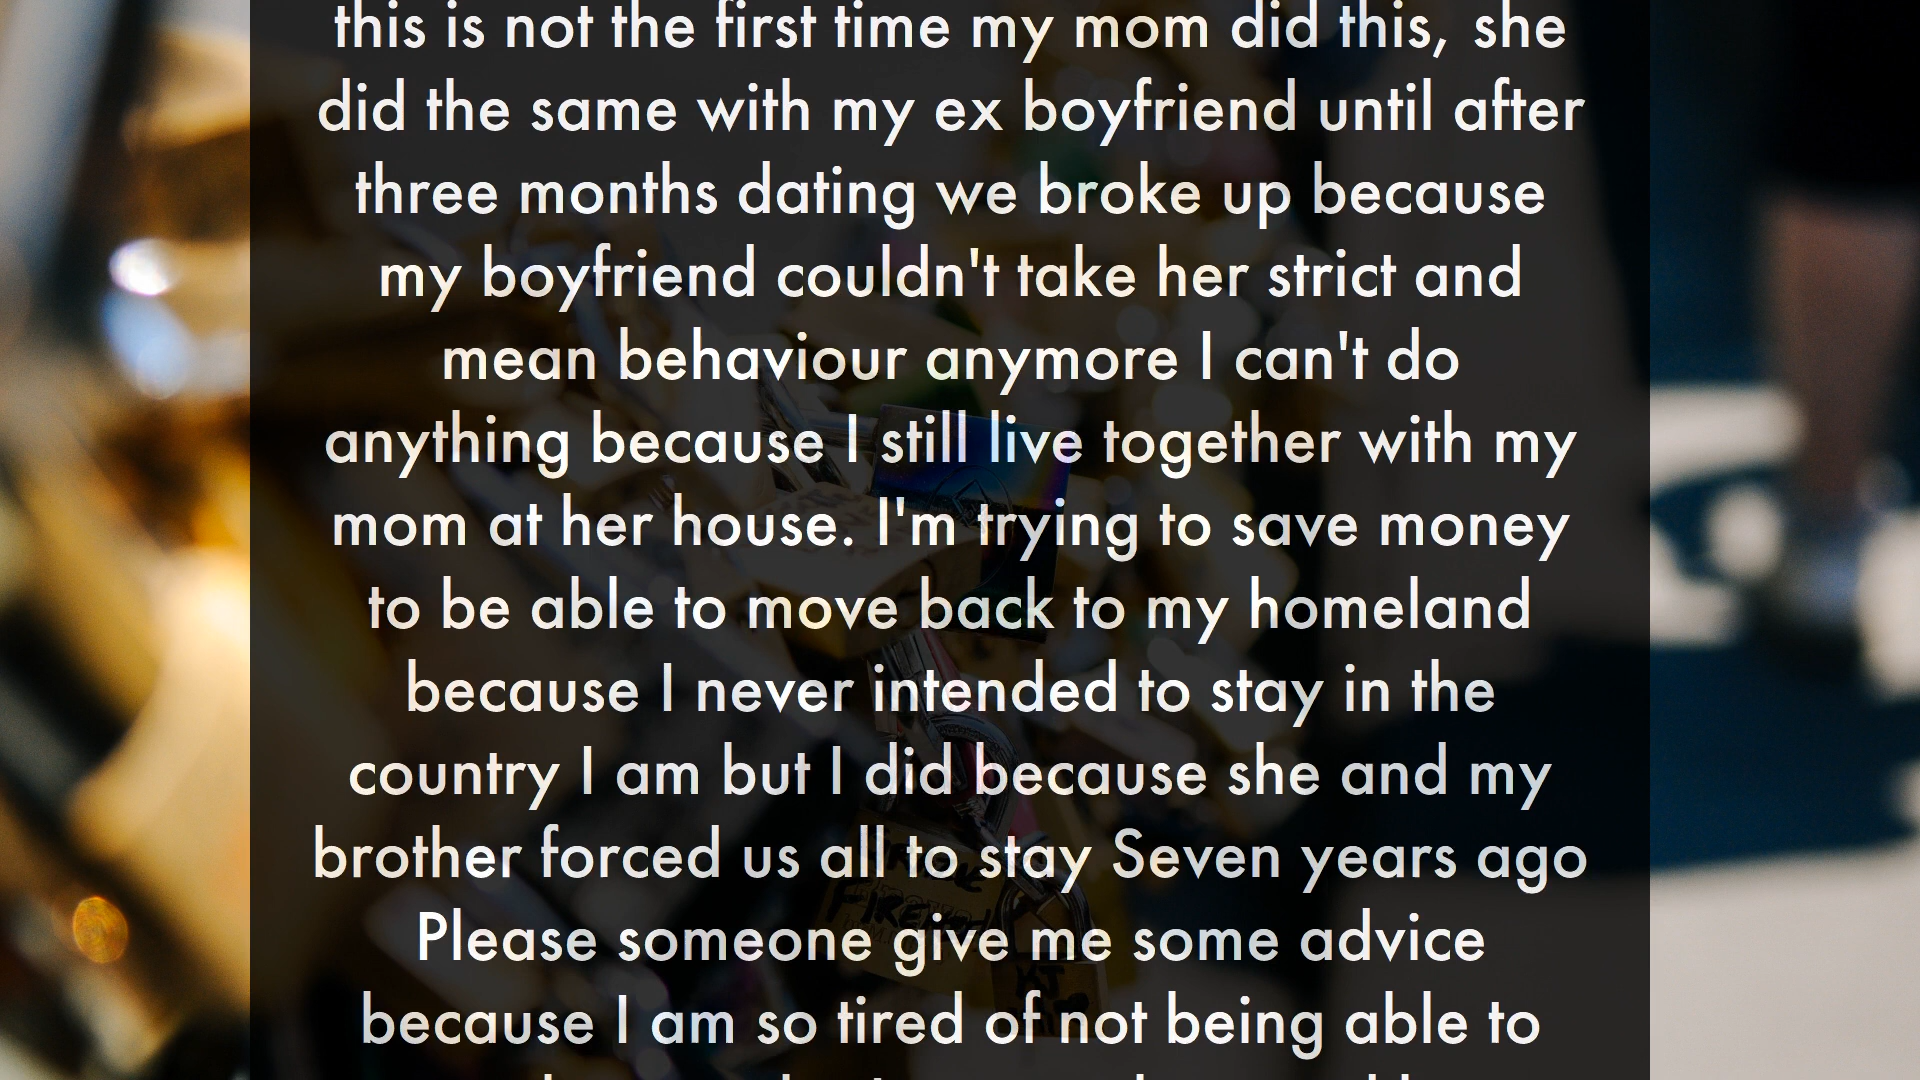 this is not the first time my mom did this, she
did the same with my ex boyfriend until after
three months dating we broke up because
my boyfriend couldn't take her strict and
mean behaviour anymore I can't do
anything because I still live together with my
mom at her house. I'm trying to save money
to be able to move back to my homeland
because I never intended to stay in the
country I am but I did because she and my
brother forced us all to stay Seven years ago
Please someone give me some advice
because I am so tired of not being able to